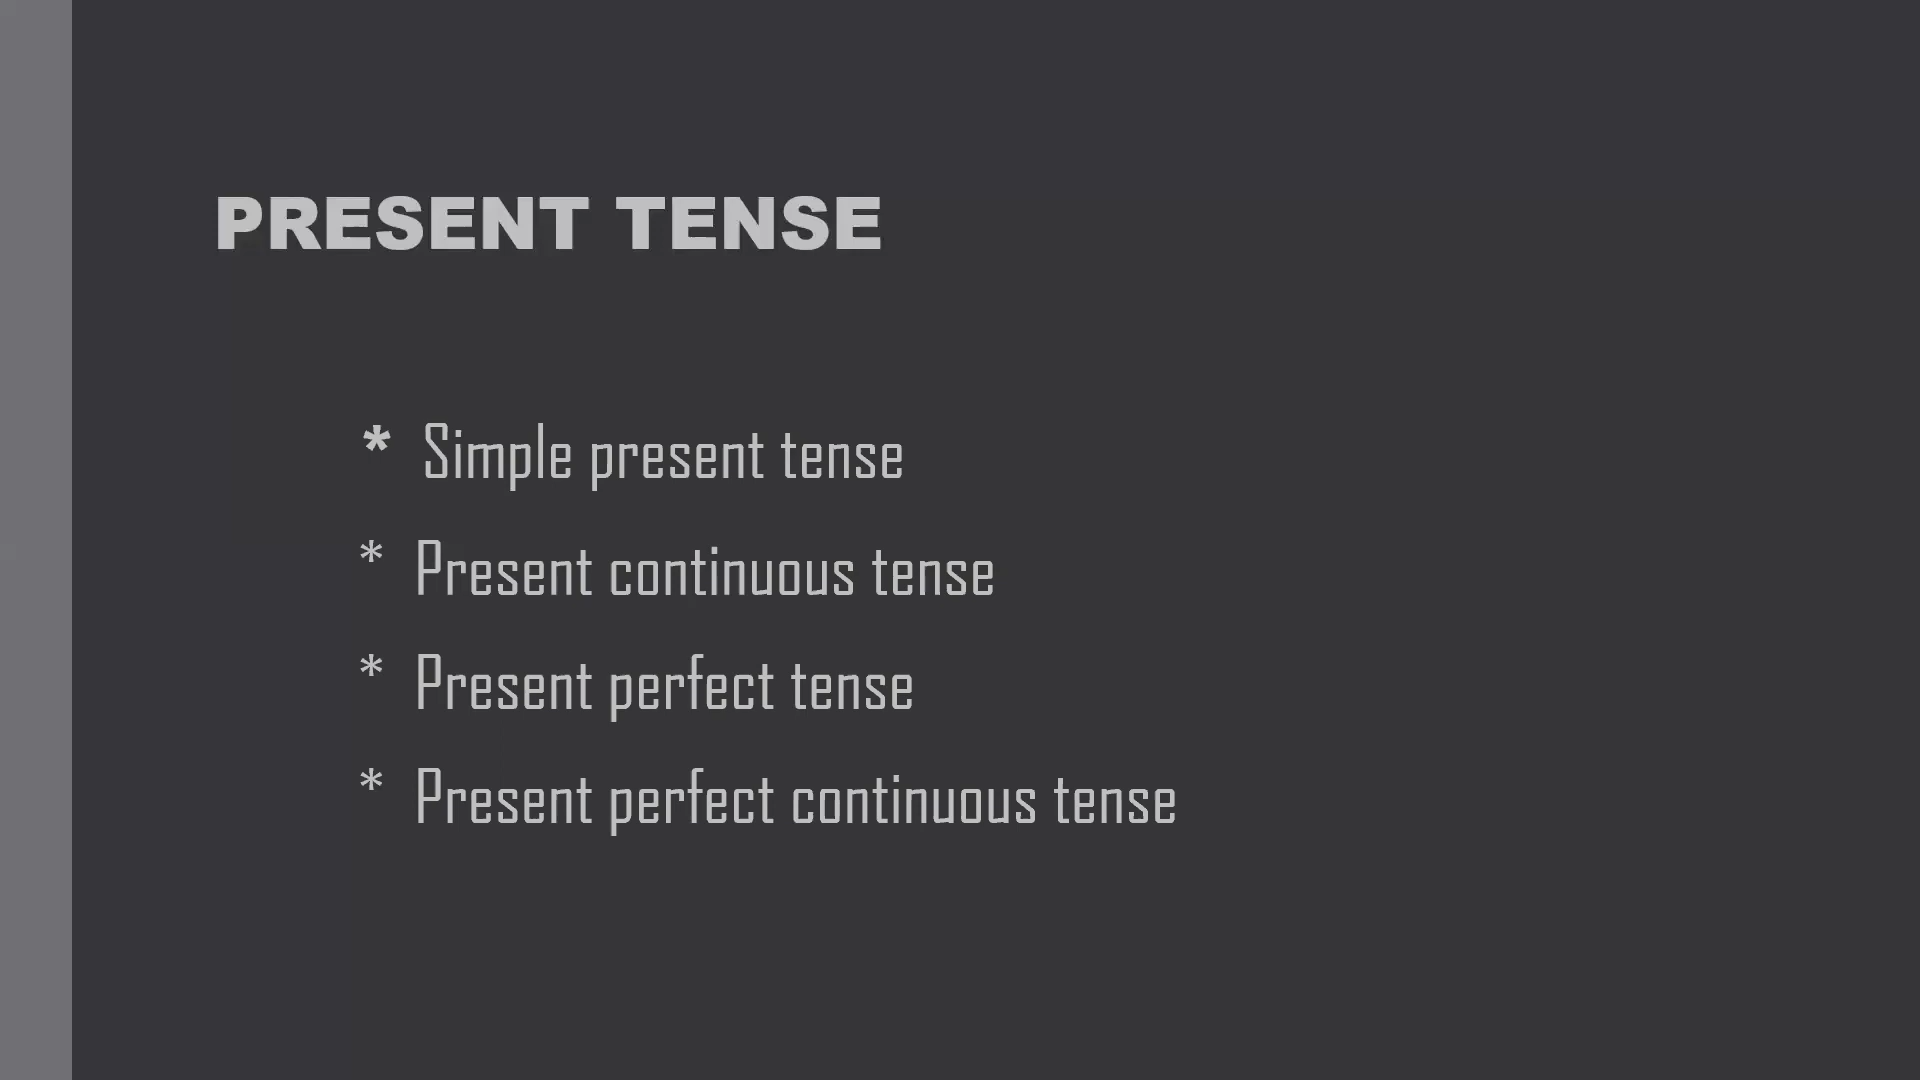 PRESENT TENSE
* Simple present tense
* Present continuous tense
* Present perfect tense
* Present perfect continuous tense